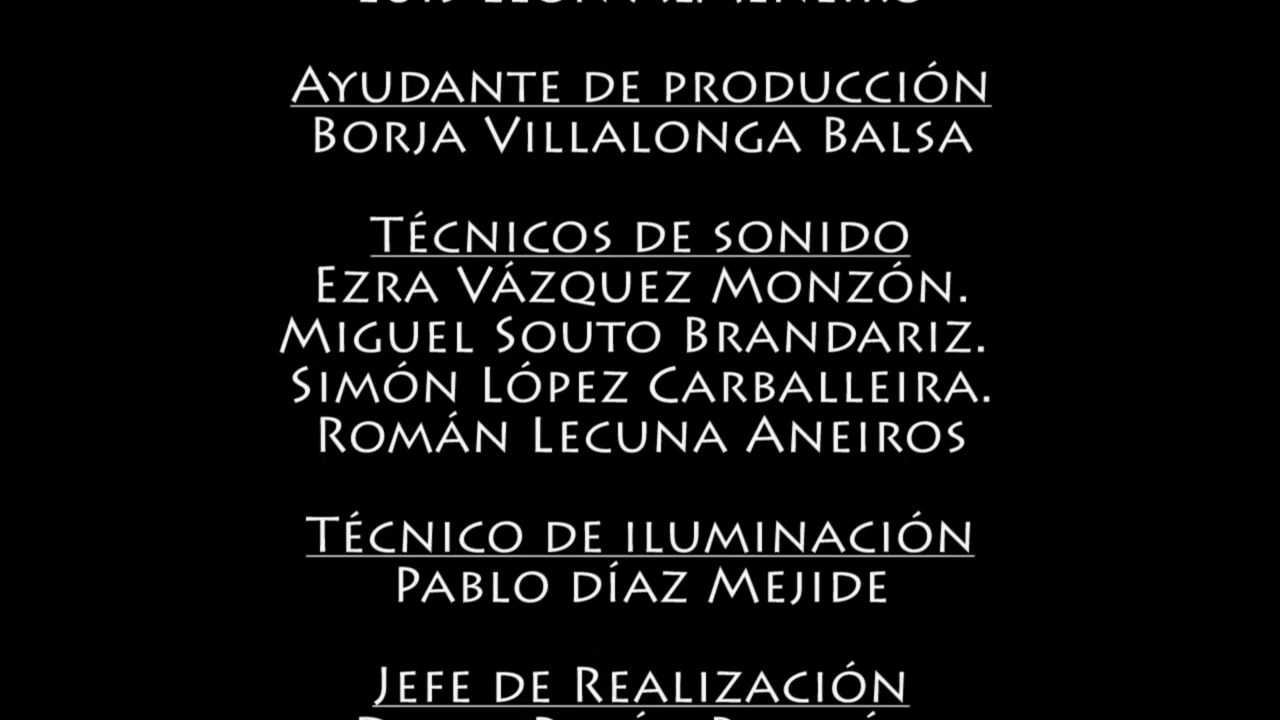 Ayudante de producción
Borja Villalonga Balsa
Técnicos de sonido
Ezra Vázquez Monzón.
Miguel Souto Brandariz.
Simón López Carballeira.
Román Lecuna Aneiros
Técnico de iluminación
Pablo díaz Mejide
Jefe de Realización